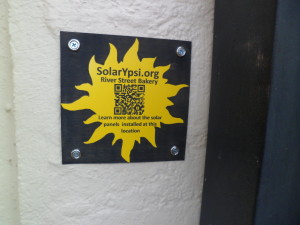 SolarYpsi.org
River Street Bakery
Learn more about the solar
panels installed at this
location